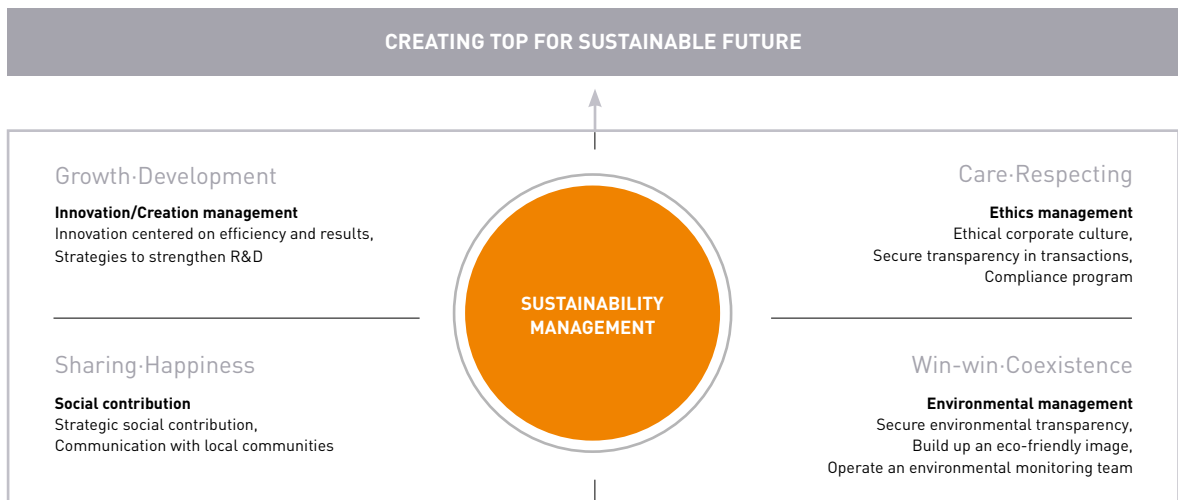 CREATING TOP FOR SUSTAINABLE FUTURE
Growth·Development
Innovation/Creation management
Innovation centered on efficiency and results,
Strategies to strengthen R&D
Care·Respecting
Ethics management
Ethical corporate culture,
Secure transparency in transactions,
Compliance program
SUSTAINABILITY
MANAGEMENT
Sharing·Happiness
Social contribution
Strategic social contribution,
Communication with local communities
Win-win·Coexistence
Environmental management
Secure environmental transparency,
Build up an eco-friendly image,
Operate an environmental monitoring team